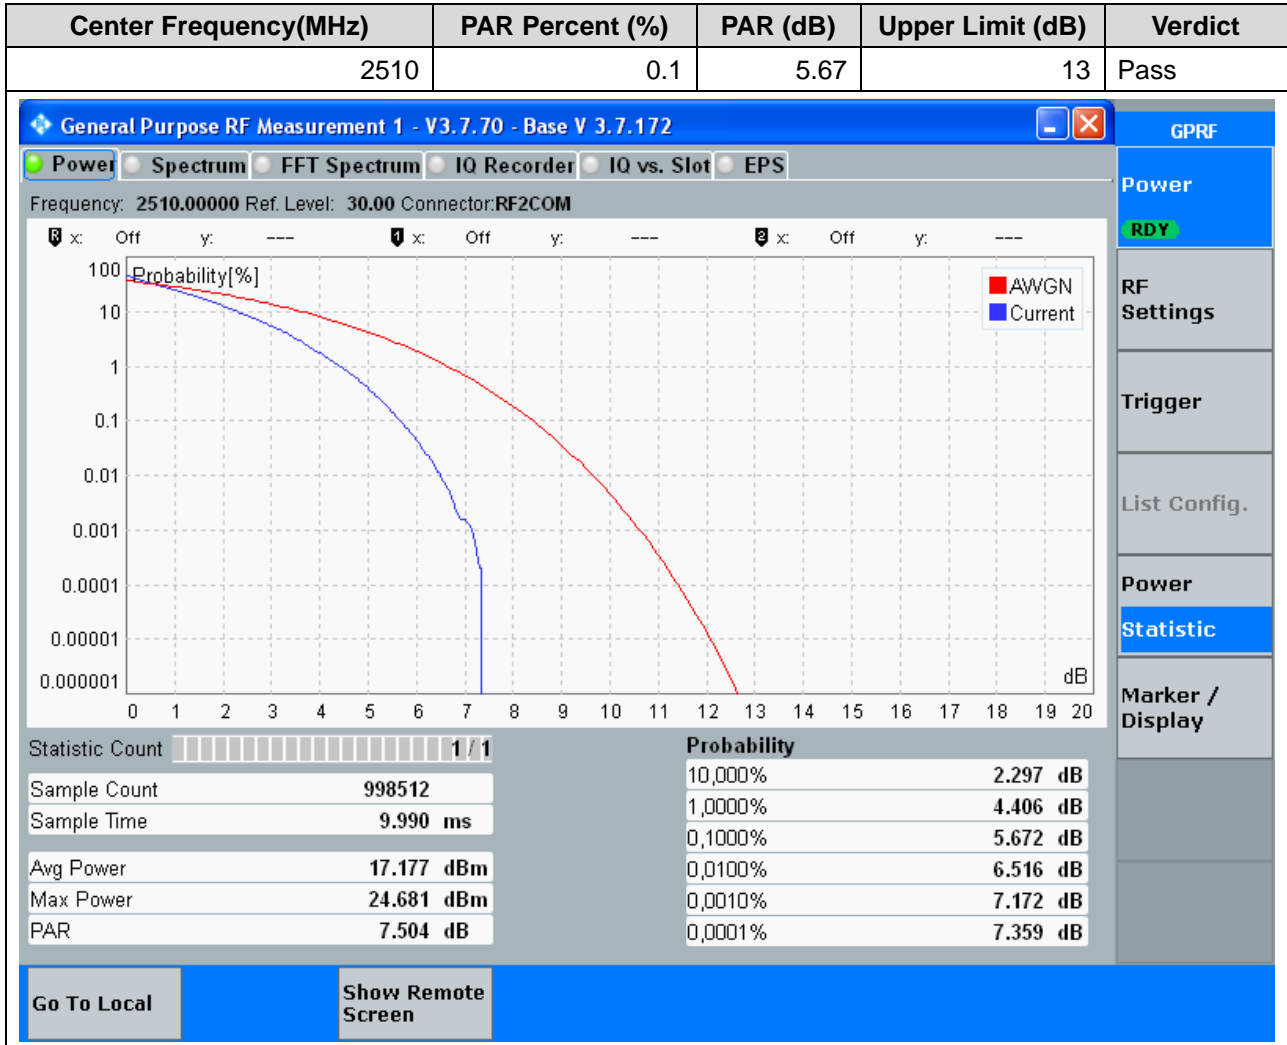 Center Frequency(MHz) PAR Percent (%) PAR (dB) Upper Limit (dB) Verdict
2510 0.1 5.67 13 Pass
General Purpose RF Measurement 1 - V3.7.70 - Base V 3.7.172
GPRF
Power Spectrum FFT Spectrum IQ Recorder IQ vs. Slot EPS
Power
RDY
Frequency: 2510.00000 Ref. Level: 30.00 Connector:RF2COM
R x: Off y: --- 1 x: Off y: --- 2 x: Off y: ---
Probability[%]
AWGN
Current
100
10
1
0.1
0.01
0.001
0.0001
0.00001
0.000001
dB
0 1 2 3 4 5 6 7 8 9 10 11 12 13 14 15 16 17 18 19 20
RF
Settings
Trigger
List Config.
Power
Statistic
Marker /
Display
Statistic Count 1 / 1
Sample Count 998512
Sample Time 9.990 ms
Avg Power 17.177 dBm
Max Power 24.681 dBm
PAR 7.504 dB
Probability
10,000% 2.297 dB
1,0000% 4.406 dB
0,1000% 5.672 dB
0,0100% 6.516 dB
0,0010% 7.172 dB
0,0001% 7.359 dB
Go To Local
Show Remote
Screen